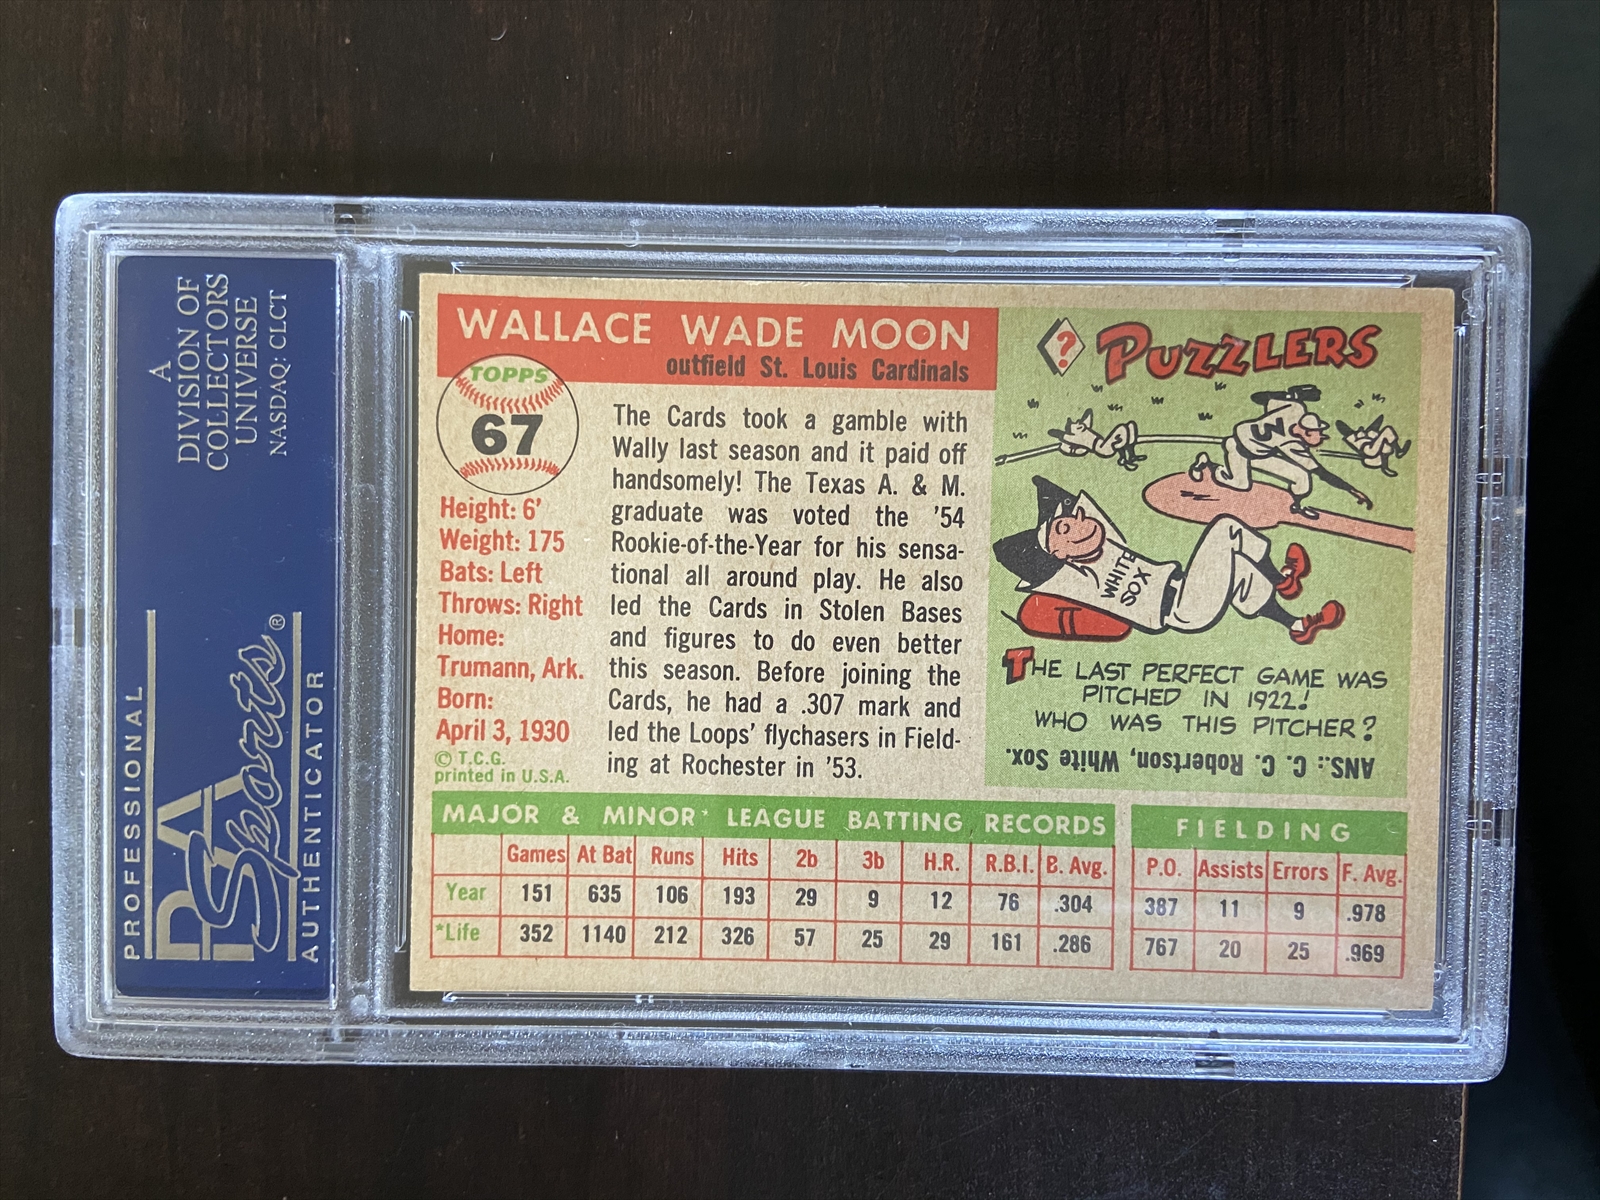 A
DIVISION OF
COLLECTORS
UNIVERSE
NASDAQ: CLCT
PROFESSIONAL
PSA
Sports®
AUTHENTICATOR
WALLACE WADE MOON
outfield St. Louis Cardinals
TOPPS
67
Height: 6'
Weight: 175
Bats: Left
Throws: Right
Home:
Trumann, Ark.
Born:
April 3, 1930
© T.C.G.
printed in U.S.A.
The Cards took a gamble with
Wally last season and it paid off
handsomely! The Texas A. & M.
graduate was voted the '54
Rookie-of-the-Year for his sensa-
tional all around play. He also
led the Cards in Stolen Bases
and figures to do even better
this season. Before joining the
Cards, he had a .307 mark and
led the Loops' flychasers in Field-
ing at Rochester in '53.
? PUZZLERS
3
WHITE
SOX
THE LAST PERFECT GAME WAS
PITCHED IN 1922!
WHO WAS THIS PITCHER?
ANS.: C. C. Robertson, White Sox.
MAJOR & MINOR* LEAGUE BATTING RECORDS
Games At Bat Runs Hits 2b 3b H.R. R.B.I. B. Avg.
Year 151 635 106 193 29 9 12 76 .304
*Life 352 1140 212 326 57 25 29 161 .286
FIELDING
P.O. Assists Errors F. Avg.
387 11 9 .978
767 20 25 .969